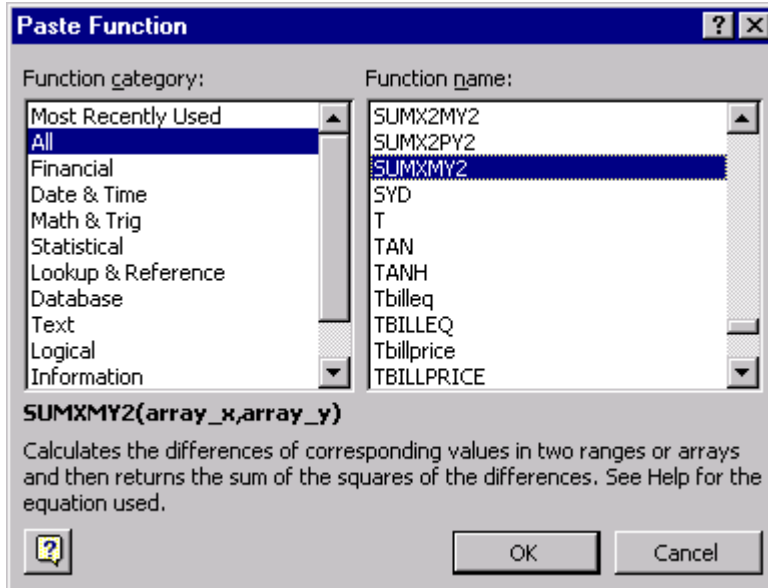 Paste Function
Function category:
Most Recently Used
All
Financial
Date & Time
Math & Trig
Statistical
Lookup & Reference
Database
Text
Logical
Information
Function name:
SUMX2MY2
SUMX2PY2
SUMXMY2
SYD
T
TAN
TANH
Tbilleq
TBILLEQ
Tbillprice
TBILLPRICE
SUMXMY2(array_x,array_y)
Calculates the differences of corresponding values in two ranges or arrays
and then returns the sum of the squares of the differences. See Help for the
equation used.
OK
Cancel